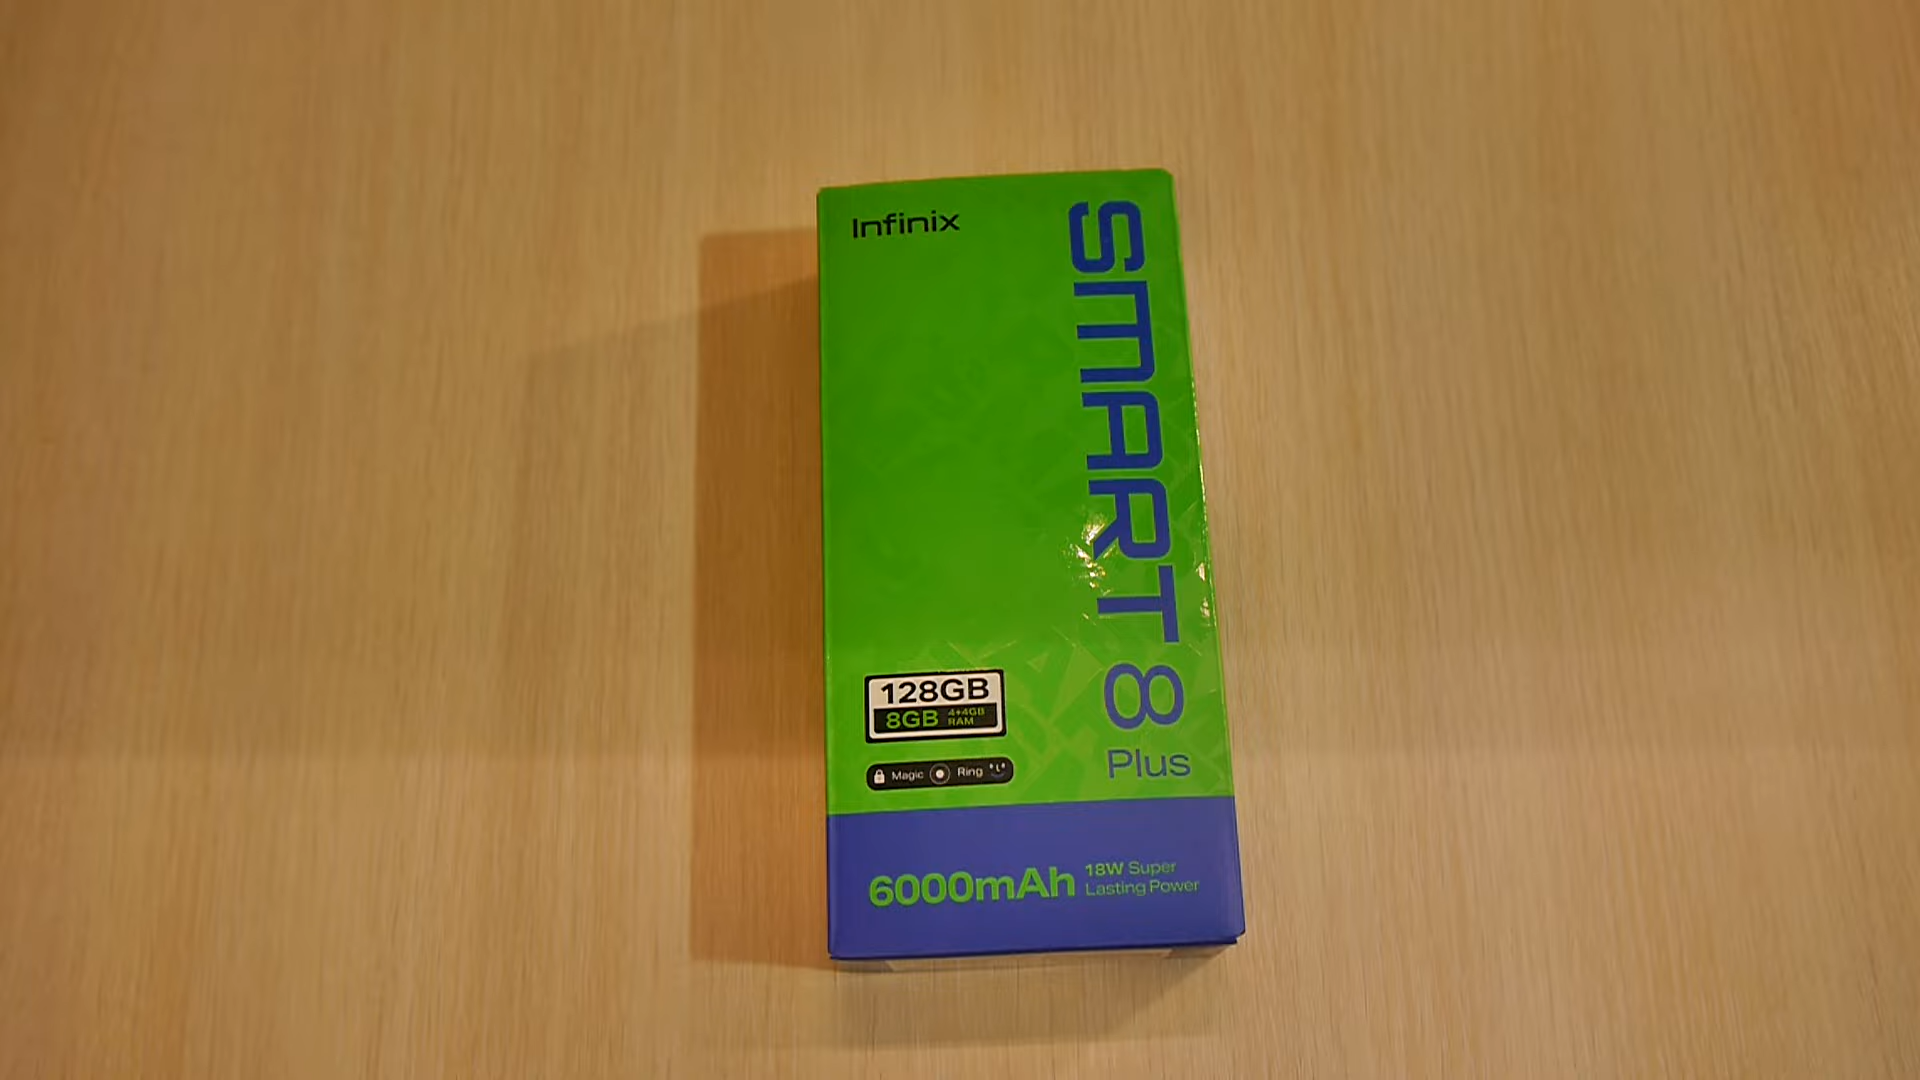 Infinix
SMART 8
Plus
128GB
8GB 4+4GB RAM
Magic Ring
6000mAh 18W Super
Lasting Power